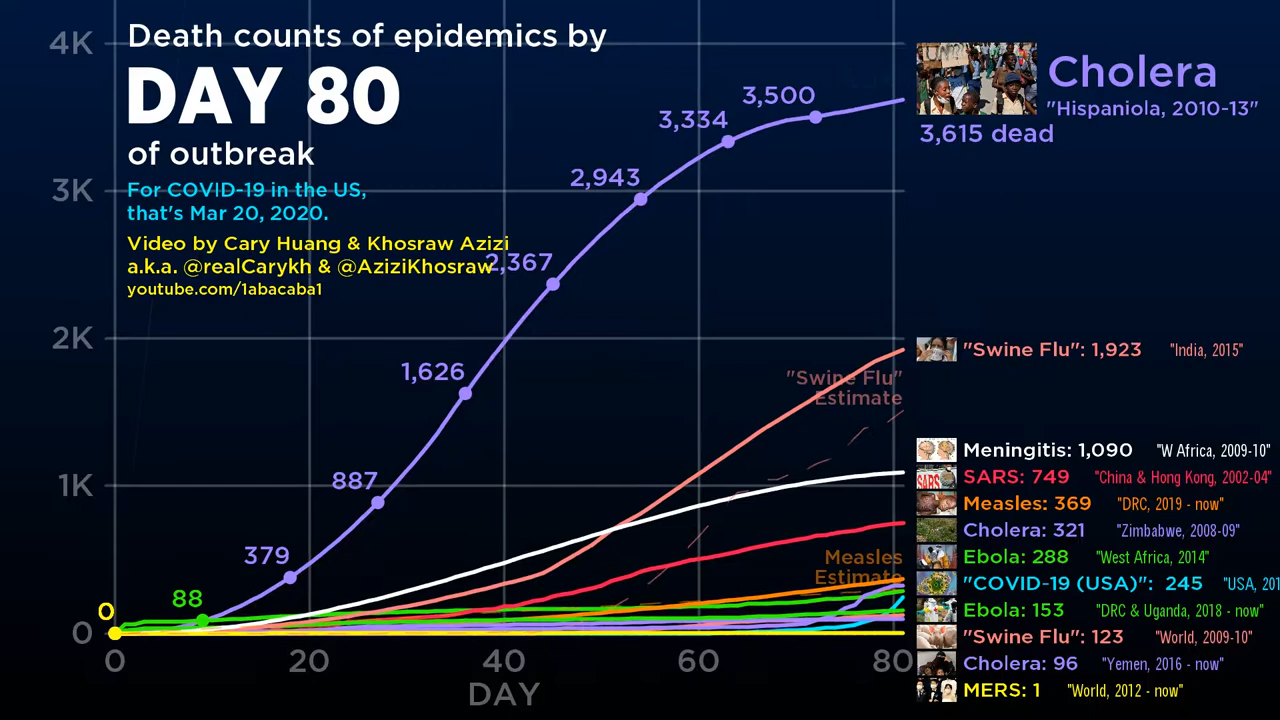 Death counts of epidemics by
DAY 80
of outbreak
For COVID-19 in the US,
that's Mar 20, 2020.
Video by Cary Huang & Khosraw Azizi
a.k.a. @realCarykh & @AziziKhosraw
youtube.com/1abacaba1
4K
3K
2K
1K
0
0
88
379
887
1,626
2,367
2,943
3,334
3,500
"Swine Flu"
Estimate
Measles
Estimate
0
20
40
60
80
DAY
Cholera
"Hispaniola, 2010-13"
3,615 dead
"Swine Flu": 1,923 "India, 2015"
Meningitis: 1,090 "W Africa, 2009-10"
SARS: 749 "China & Hong Kong, 2002-04"
Measles: 369 "DRC, 2019 - now"
Cholera: 321 "Zimbabwe, 2008-09"
Ebola: 288 "West Africa, 2014"
"COVID-19 (USA)": 245 "USA, 201
Ebola: 153 "DRC & Uganda, 2018 - now"
"Swine Flu": 123 "World, 2009-10"
Cholera: 96 "Yemen, 2016 - now"
MERS: 1 "World, 2012 - now"
SARS